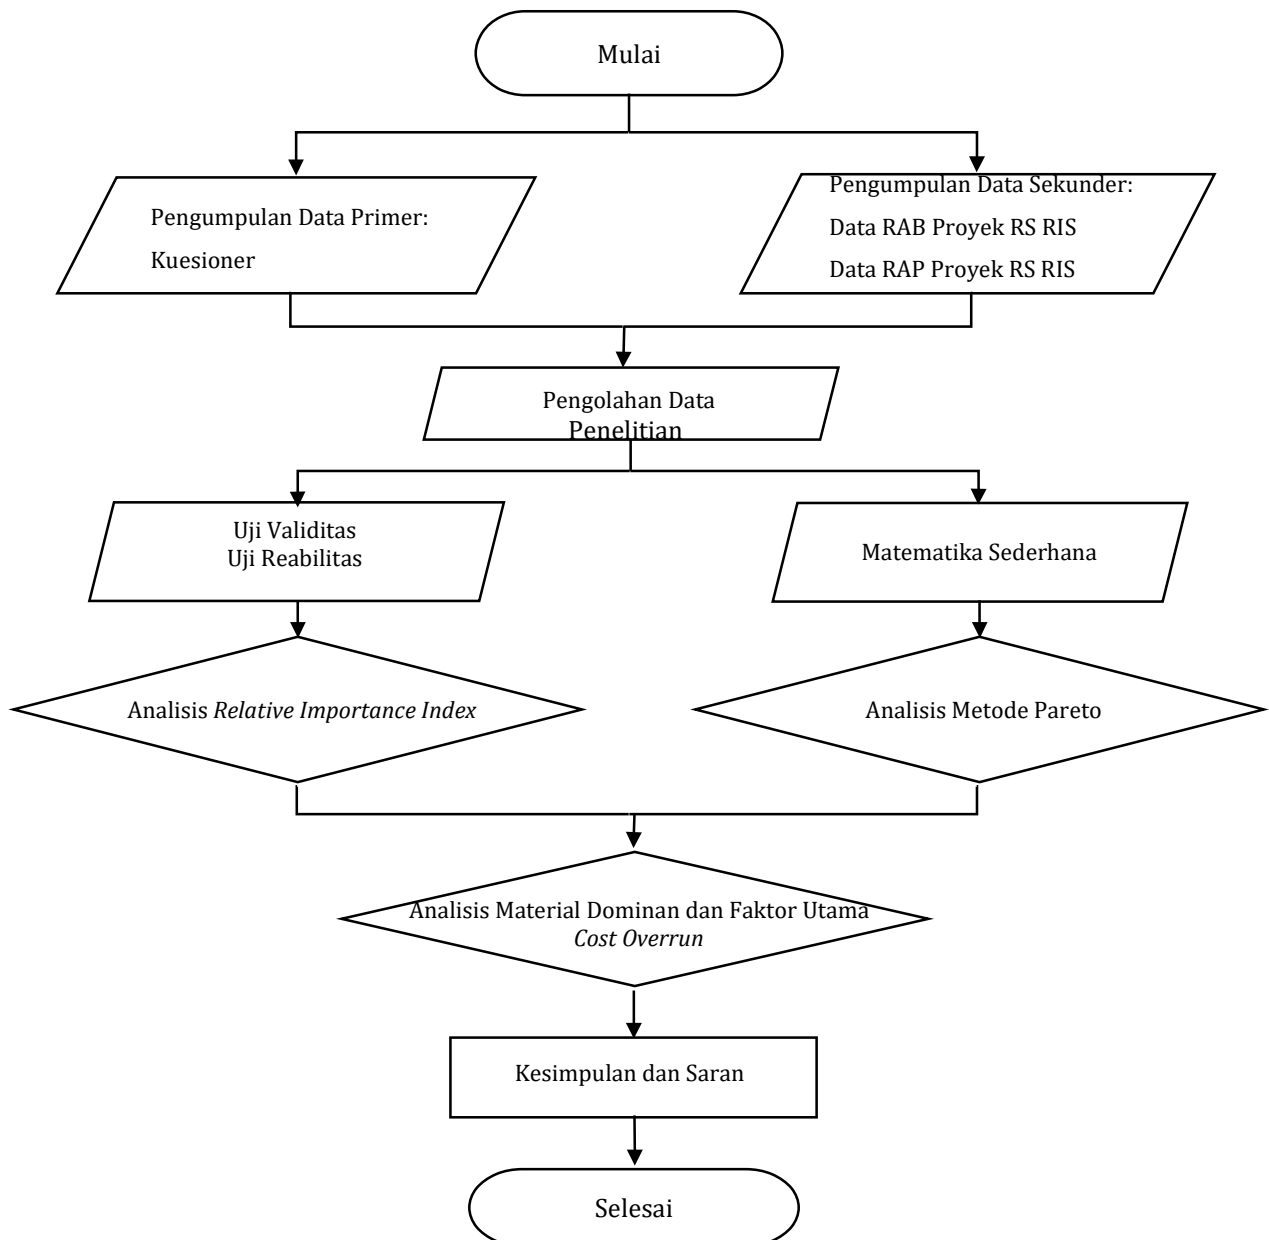 Mulai
Pengumpulan Data Primer:
Kuesioner
Pengumpulan Data Sekunder:
Data RAB Proyek RS RIS
Data RAP Proyek RS RIS
Pengolahan Data
Penelitian
Uji Validitas
Uji Reabilitas
Matematika Sederhana
Analisis Relative Importance Index
Analisis Metode Pareto
Analisis Material Dominan dan Faktor Utama
Cost Overrun
Kesimpulan dan Saran
Selesai